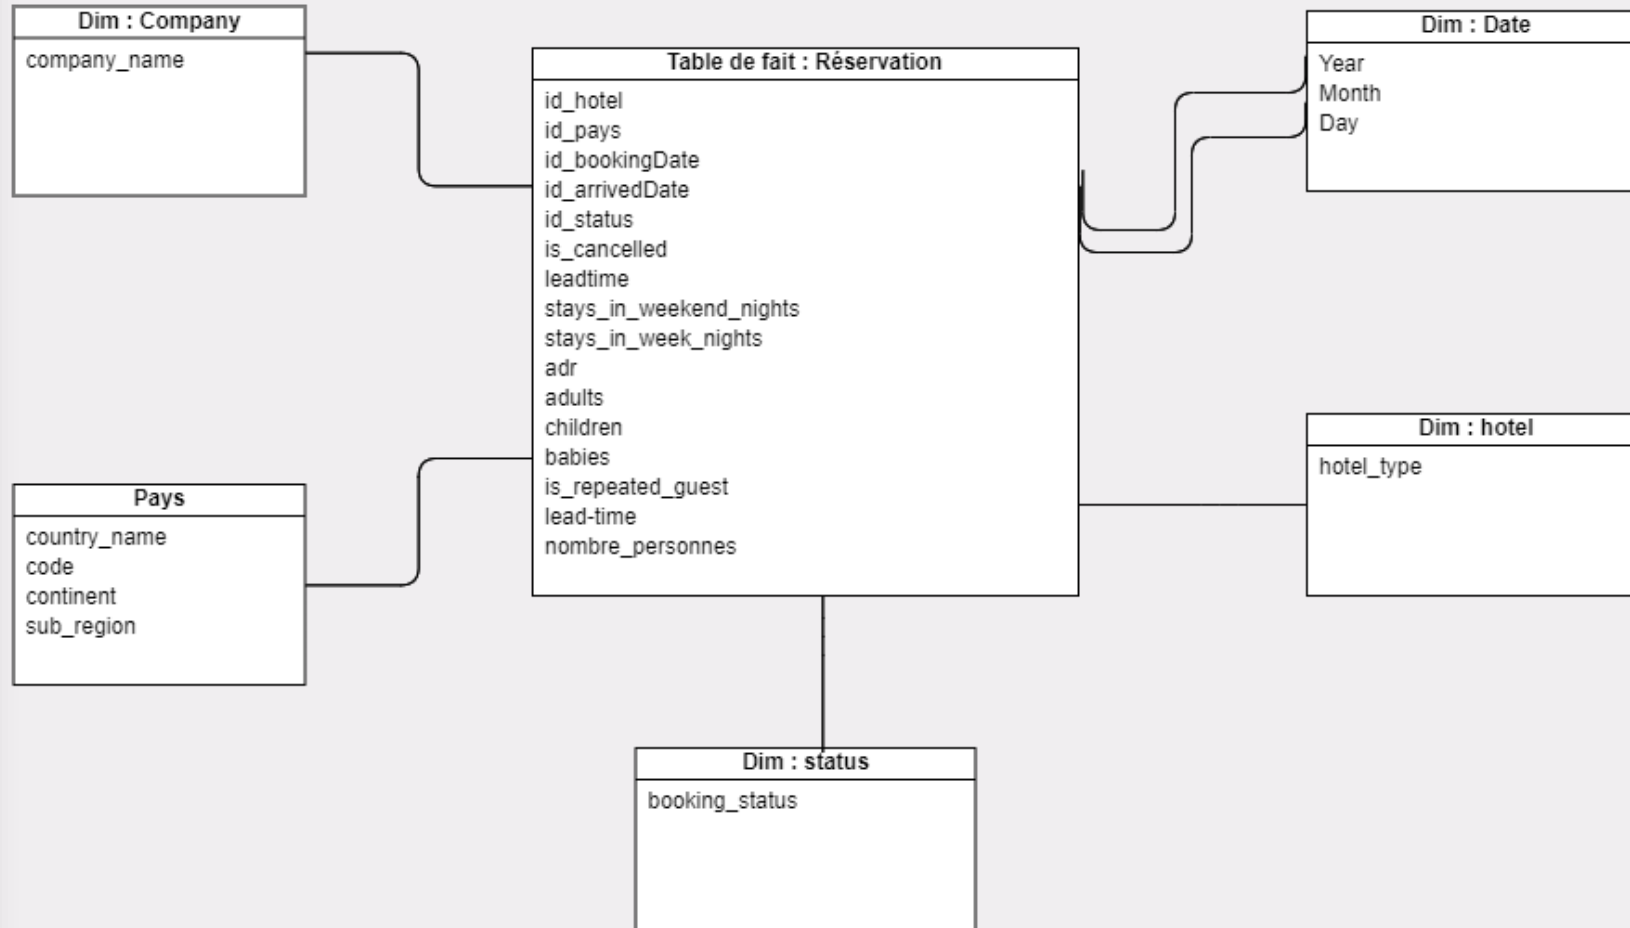 Dim : Company
company_name
Table de fait : Réservation
id_hotel
id_pays
id_bookingDate
id_arrivedDate
id_status
is_cancelled
leadtime
stays_in_weekend_nights
stays_in_week_nights
adr
adults
children
babies
is_repeated_guest
lead-time
nombre_personnes
Dim : Date
Year
Month
Day
Pays
country_name
code
continent
sub_region
Dim : hotel
hotel_type
Dim : status
booking_status